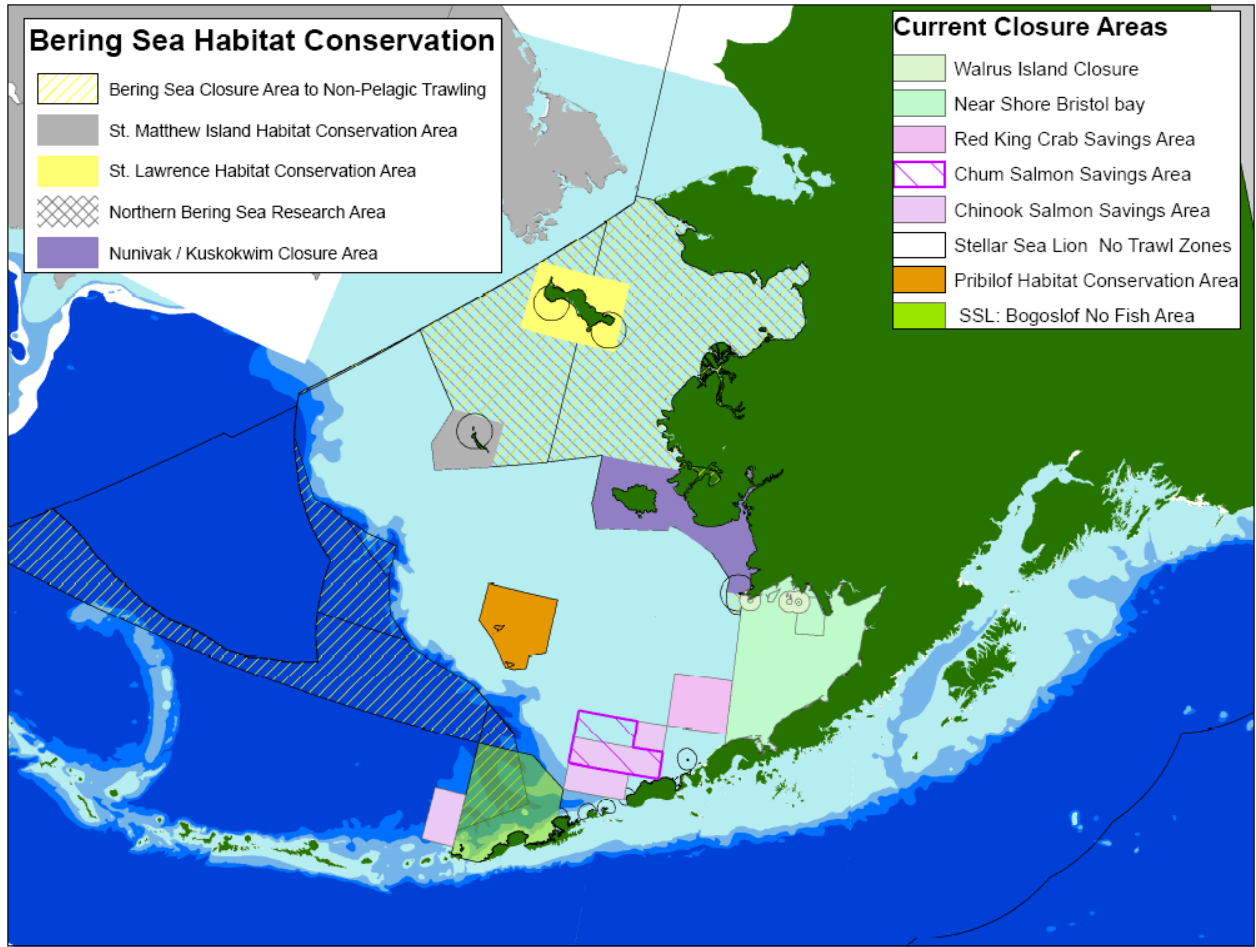 Bering Sea Habitat Conservation
Bering Sea Closure Area to Non-Pelagic Trawling
St. Matthew Island Habitat Conservation Area
St. Lawrence Habitat Conservation Area
Northern Bering Sea Research Area
Nunivak / Kuskokwim Closure Area
Current Closure Areas
Walrus Island Closure
Near Shore Bristol bay
Red King Crab Savings Area
Chum Salmon Savings Area
Chinook Salmon Savings Area
Stellar Sea Lion No Trawl Zones
Pribilof Habitat Conservation Area
SSL: Bogoslof No Fish Area